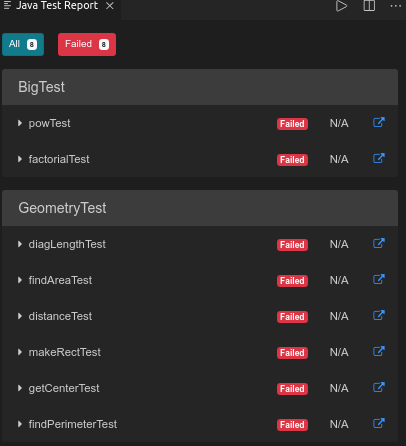 Java Test Report
All 8 Failed 8
BigTest
powTest Failed N/A
factorialTest Failed N/A
GeometryTest
diagLengthTest Failed N/A
findAreaTest Failed N/A
distanceTest Failed N/A
makeRectTest Failed N/A
getCenterTest Failed N/A
findPerimeterTest Failed N/A